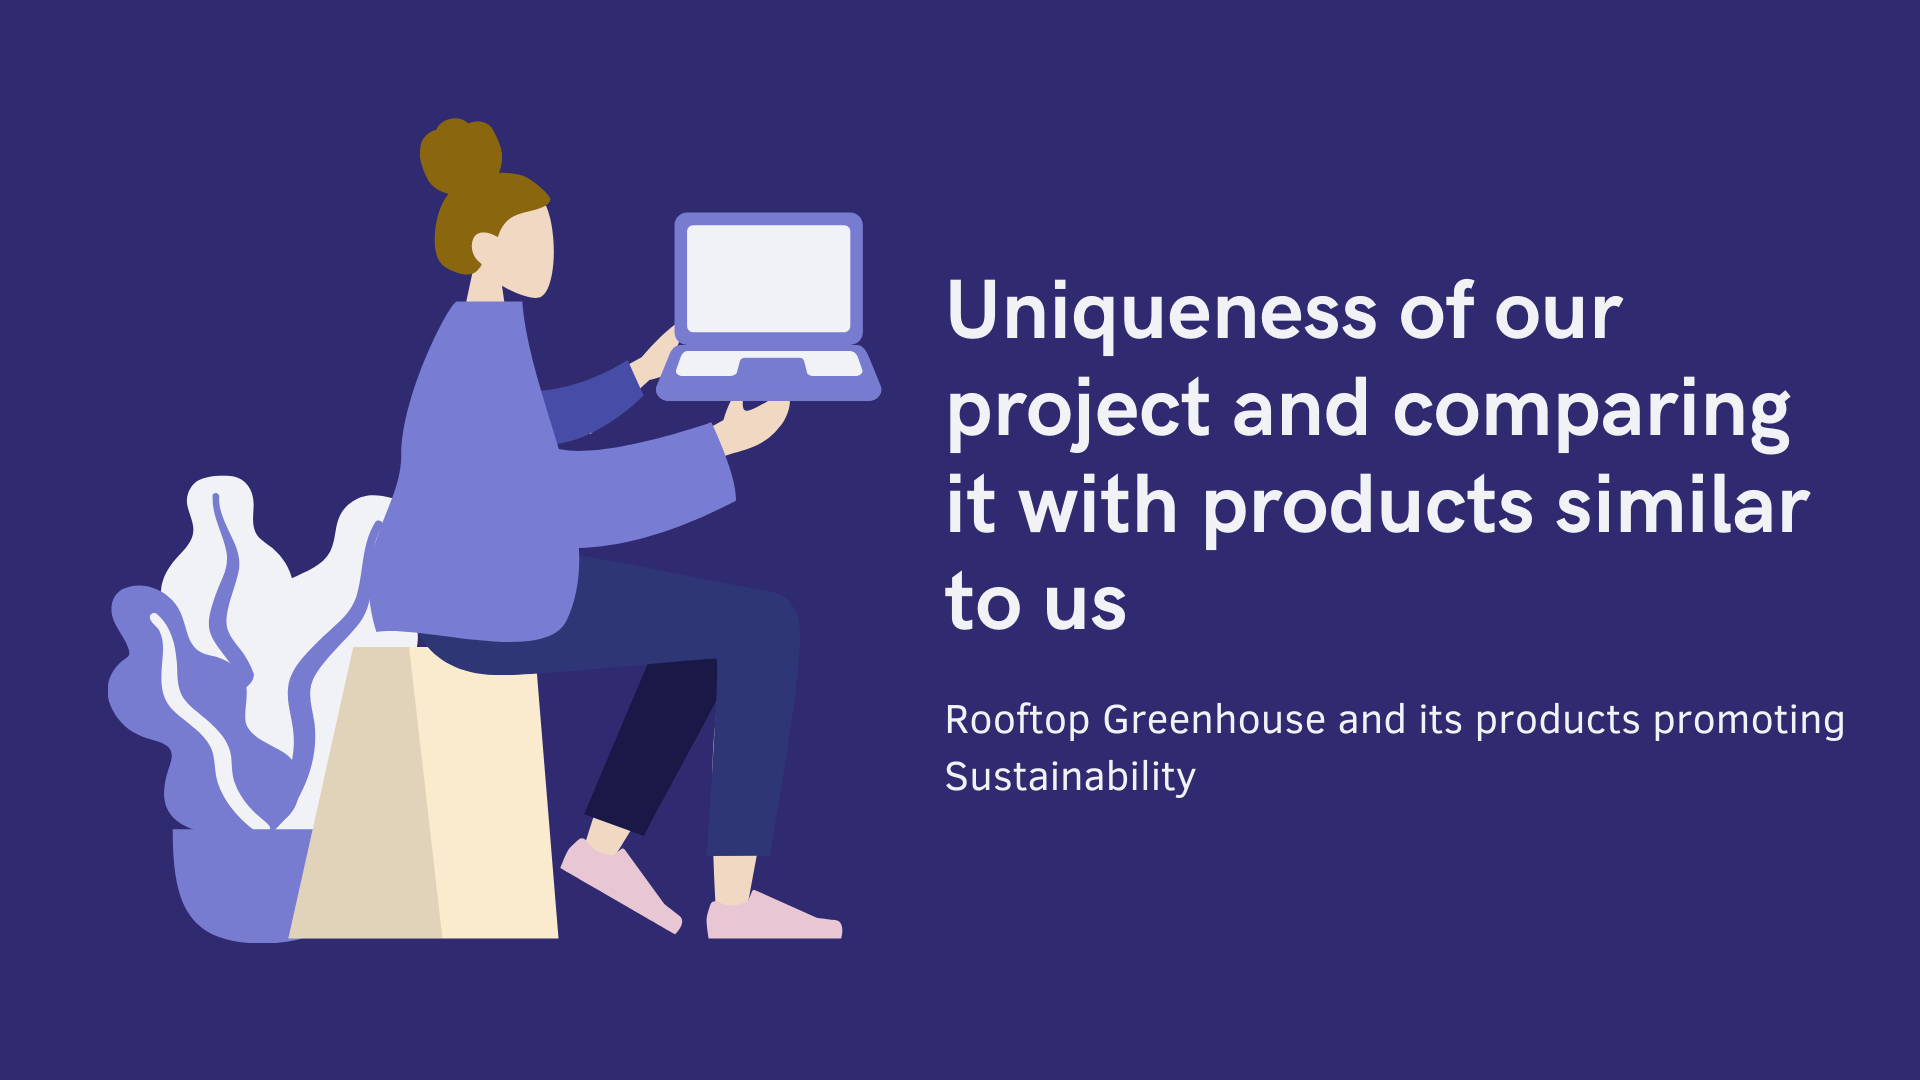 Uniqueness of our
project and comparing
it with products similar
to us
Rooftop Greenhouse and its products promoting
Sustainability